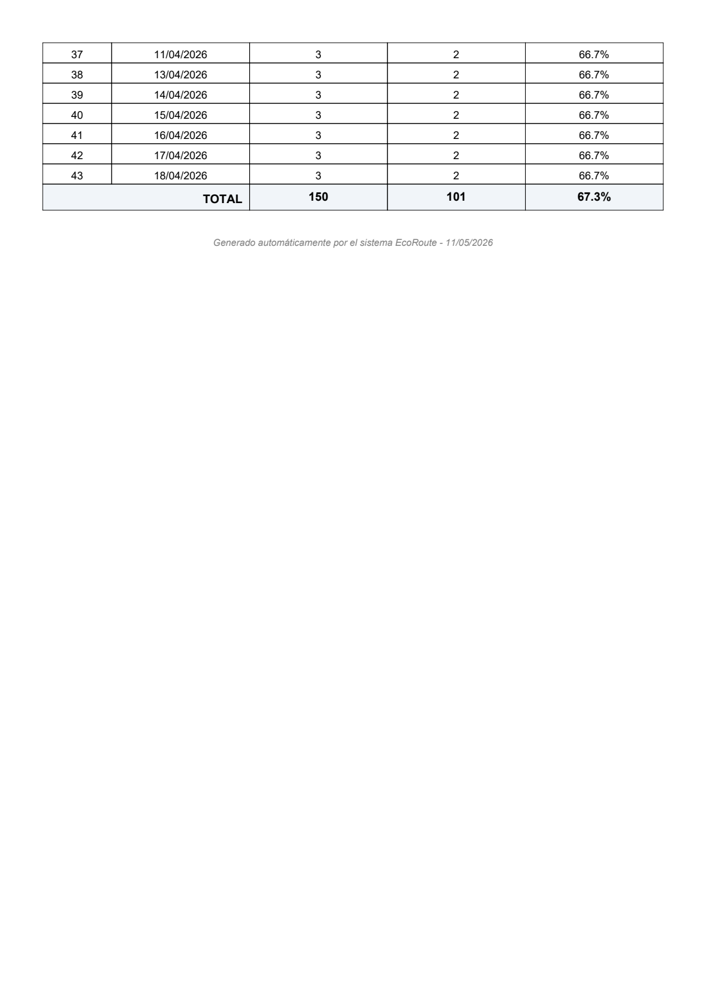 37 11/04/2026 3 2 66.7%
38 13/04/2026 3 2 66.7%
39 14/04/2026 3 2 66.7%
40 15/04/2026 3 2 66.7%
41 16/04/2026 3 2 66.7%
42 17/04/2026 3 2 66.7%
43 18/04/2026 3 2 66.7%
TOTAL 150 101 67.3%
Generado automáticamente por el sistema EcoRoute - 11/05/2026